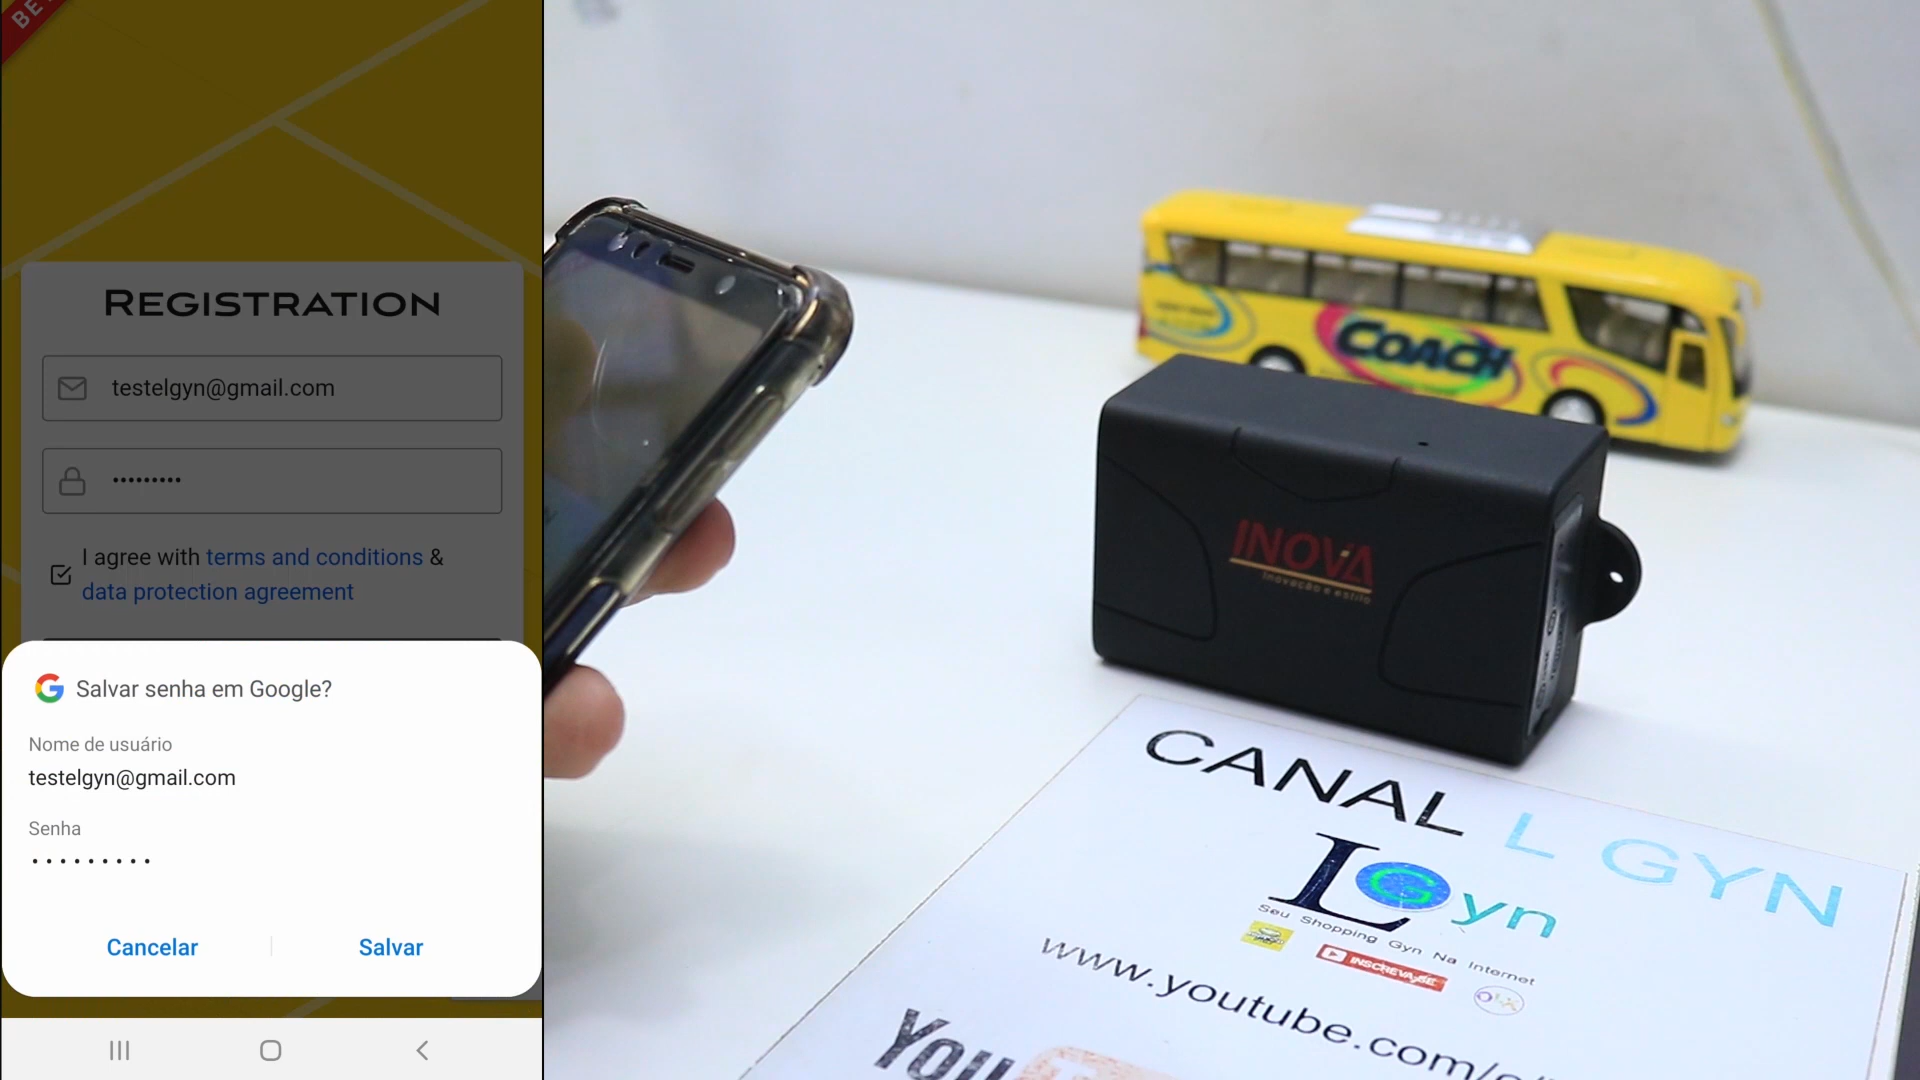 BE
REGISTRATION
testelgyn@gmail.com
•••••••••
I agree with terms and conditions &
data protection agreement
Salvar senha em Google?
Nome de usuário
testelgyn@gmail.com
Senha
•••••••••
Cancelar
Salvar
COACH
INOVA
Inovação e estilo
CANAL L GYN
LGyn
Seu Shopping Gyn Na Internet
INSCREVA-SE
OLX
www.youtube.com/
You